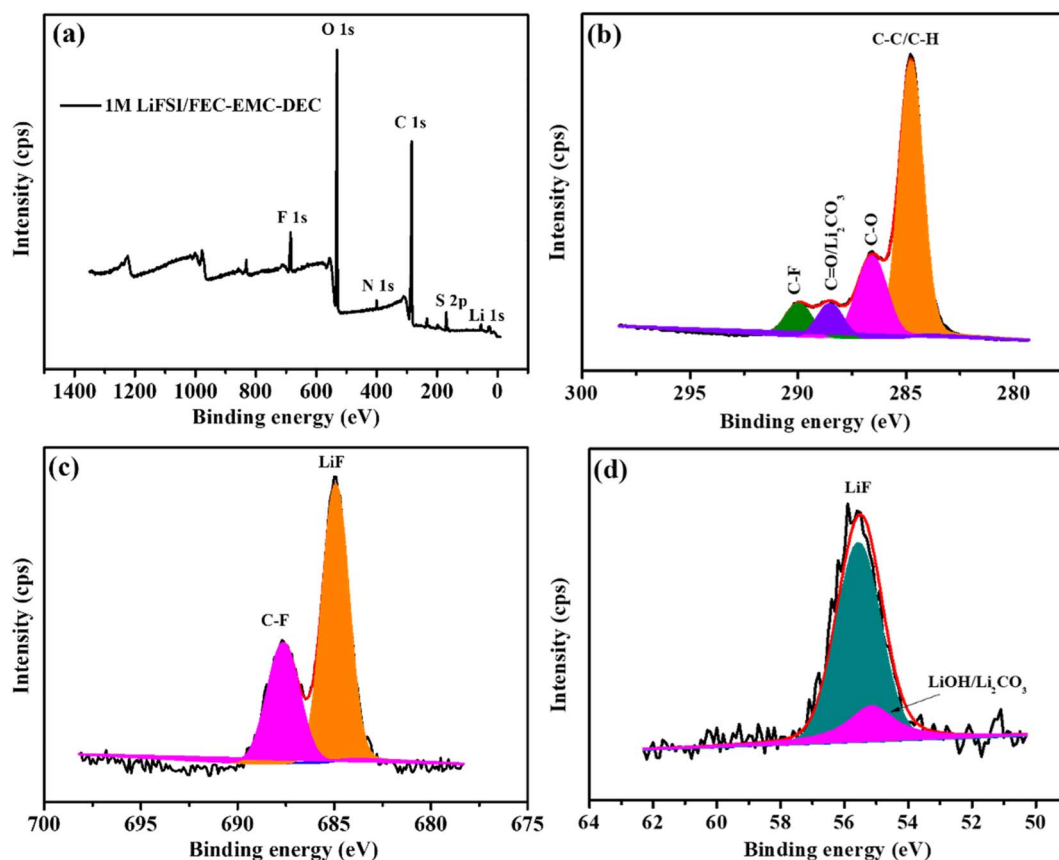 (a)
O 1s
1M LiFSI/FEC-EMC-DEC
C 1s
F 1s
N 1s
S 2p
Li 1s
Intensity (cps)
1400 1200 1000 800 600 400 200 0
Binding energy (eV)
(b)
C-C/C-H
C-O
C=O/Li₂CO₃
C-F
Intensity (cps)
300 295 290 285 280
Binding energy (eV)
(c)
LiF
C-F
Intensity (cps)
700 695 690 685 680 675
Binding energy (eV)
(d)
LiF
LiOH/Li₂CO₃
Intensity (cps)
62 60 58 56 54 52 50
Binding energy (eV)